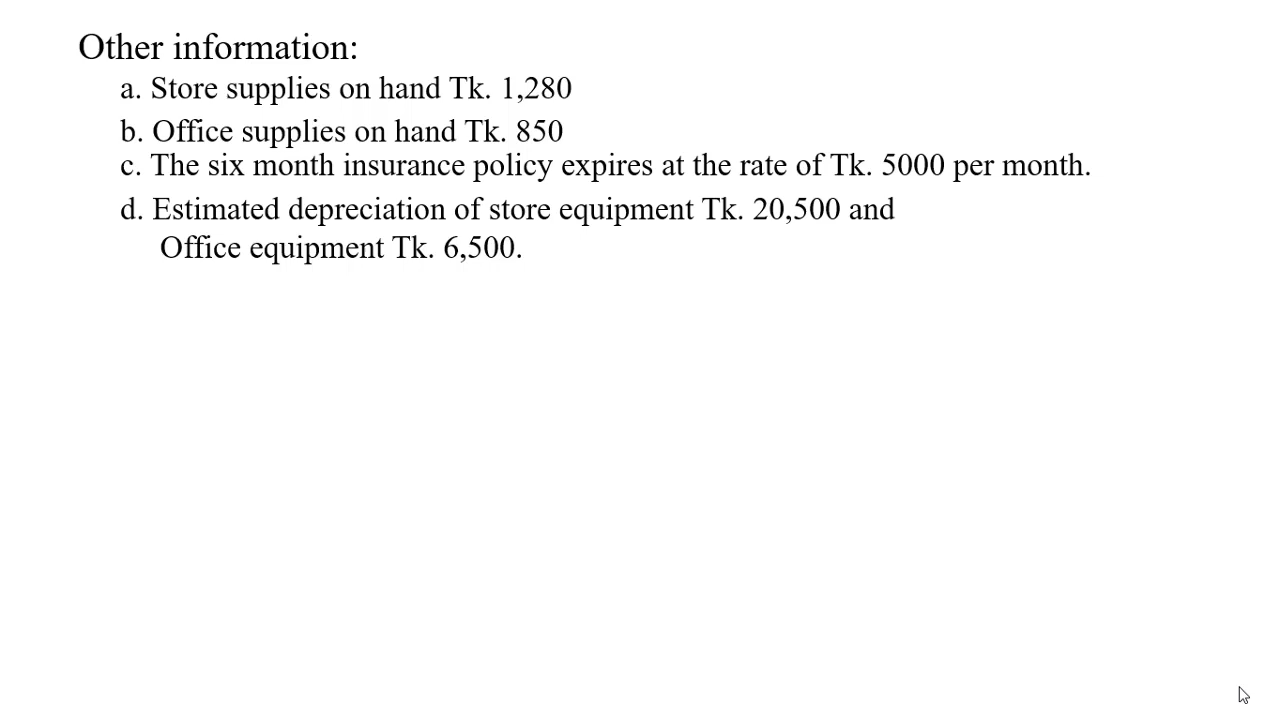 Other information:
a. Store supplies on hand Tk. 1,280
b. Office supplies on hand Tk. 850
c. The six month insurance policy expires at the rate of Tk. 5000 per month.
d. Estimated depreciation of store equipment Tk. 20,500 and
Office equipment Tk. 6,500.